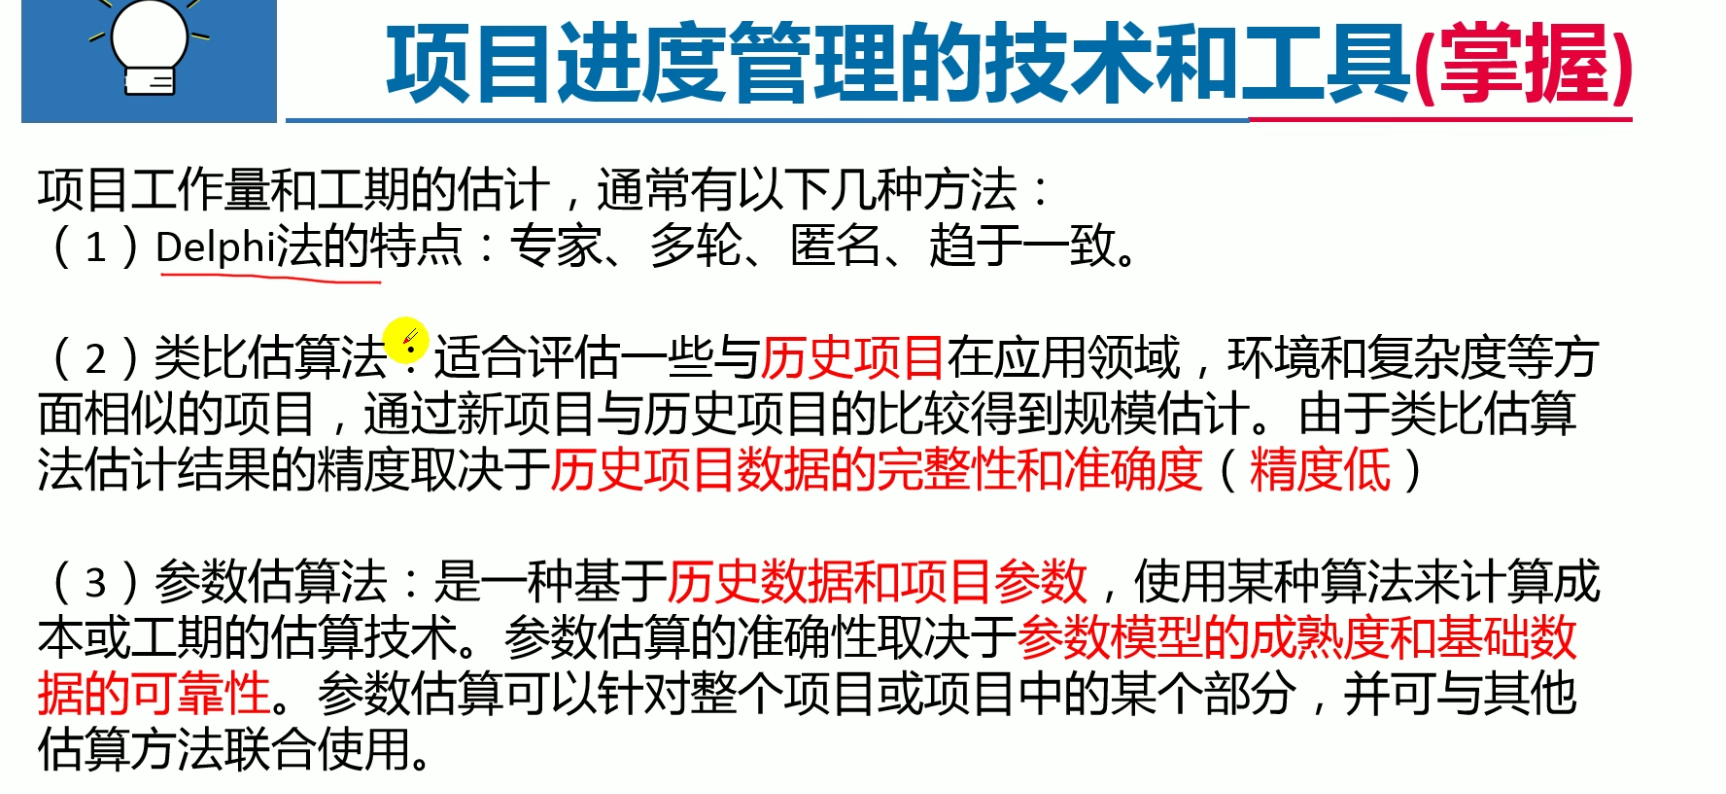 项目进度管理的技术和工具(掌握)
项目工作量和工期的估计，通常有以下几种方法：
（1）Delphi法的特点：专家、多轮、匿名、趋于一致。
（2）类比估算法：适合评估一些与历史项目在应用领域，环境和复杂度等方
面相似的项目，通过新项目与历史项目的比较得到规模估计。由于类比估算
法估计结果的精度取决于历史项目数据的完整性和准确度（精度低）
（3）参数估算法：是一种基于历史数据和项目参数，使用某种算法来计算成
本或工期的估算技术。参数估算的准确性取决于参数模型的成熟度和基础数
据的可靠性。参数估算可以针对整个项目或项目中的某个部分，并可与其他
估算方法联合使用。